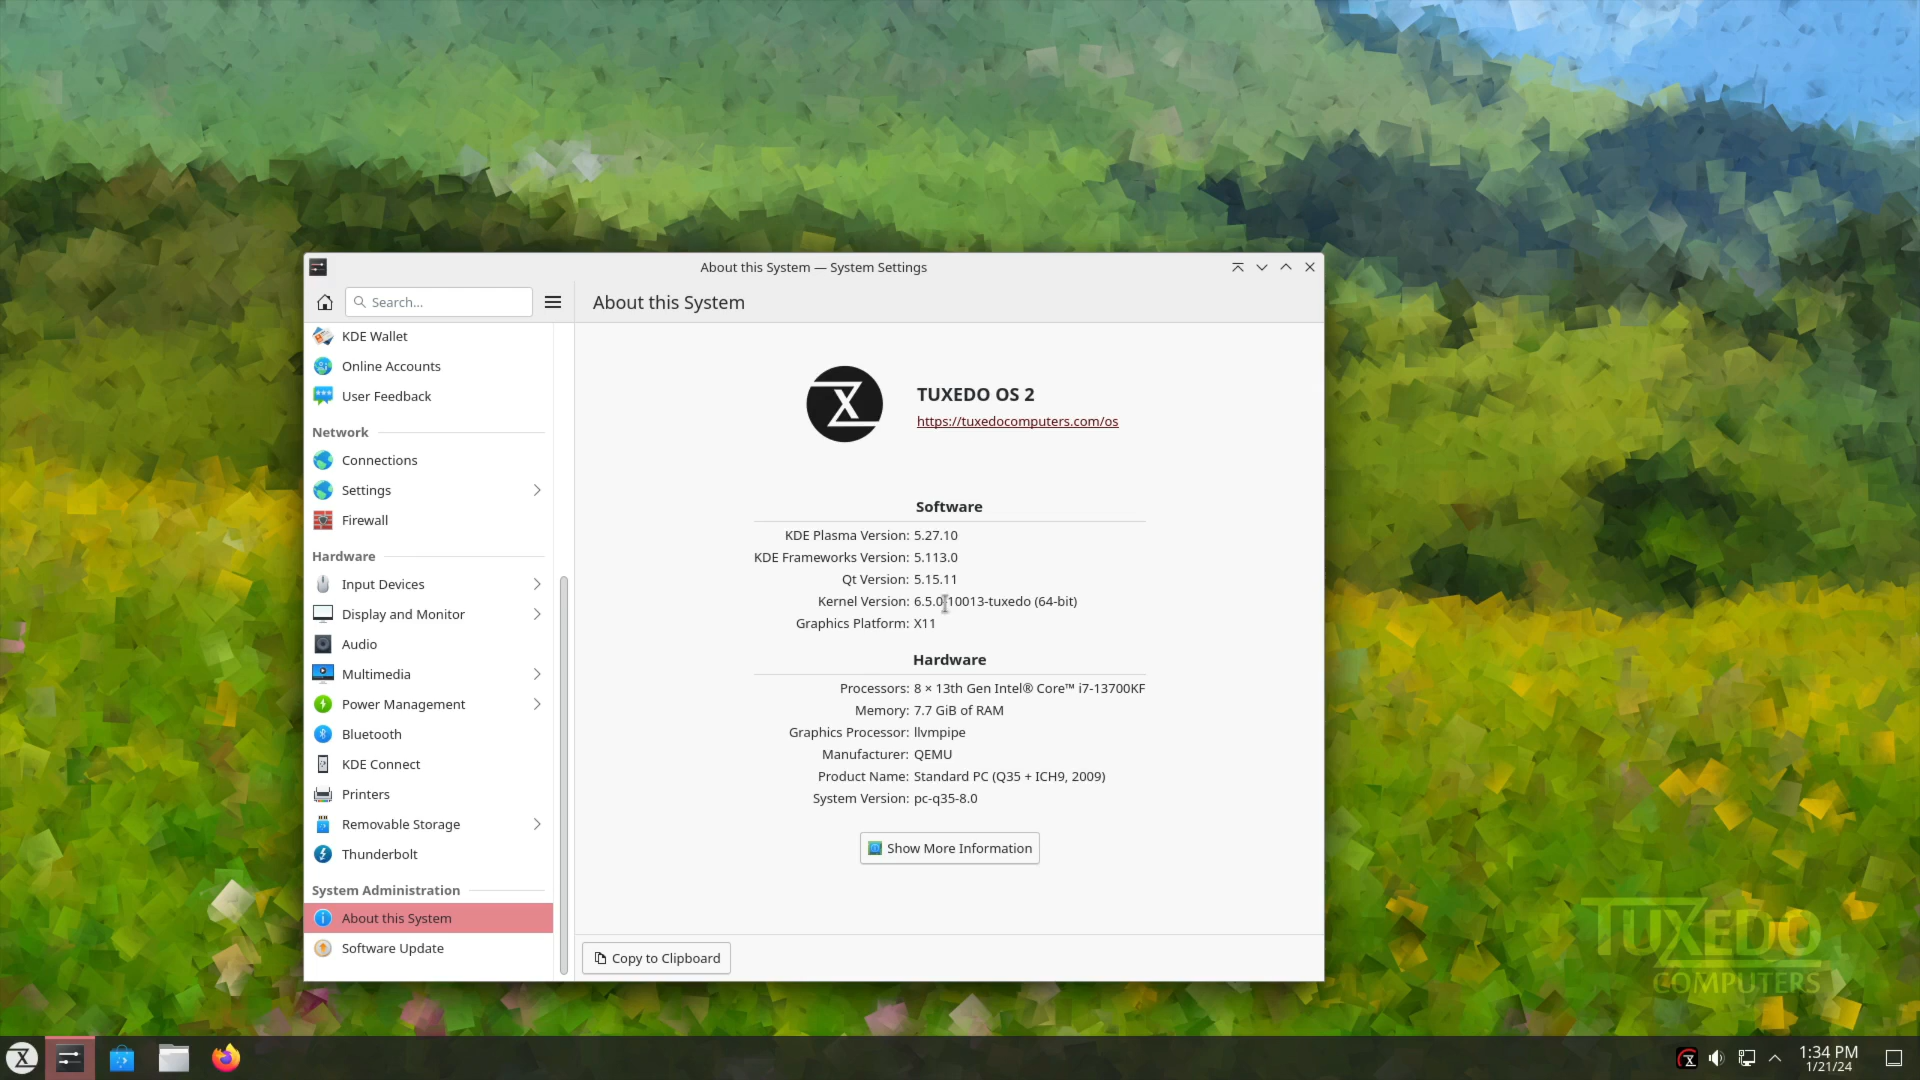 About this System — System Settings
Search...
About this System
KDE Wallet
Online Accounts
User Feedback
Network
Connections
Settings
Firewall
Hardware
Input Devices
Display and Monitor
Audio
Multimedia
Power Management
Bluetooth
KDE Connect
Printers
Removable Storage
Thunderbolt
System Administration
About this System
Software Update
TUXEDO OS 2
https://tuxedocomputers.com/os
Software
KDE Plasma Version: 5.27.10
KDE Frameworks Version: 5.113.0
Qt Version: 5.15.11
Kernel Version: 6.5.0-10013-tuxedo (64-bit)
Graphics Platform: X11
Hardware
Processors: 8 × 13th Gen Intel® Core™ i7-13700KF
Memory: 7.7 GiB of RAM
Graphics Processor: llvmpipe
Manufacturer: QEMU
Product Name: Standard PC (Q35 + ICH9, 2009)
System Version: pc-q35-8.0
Show More Information
Copy to Clipboard
TUXEDO
COMPUTERS
1:34 PM
1/21/24